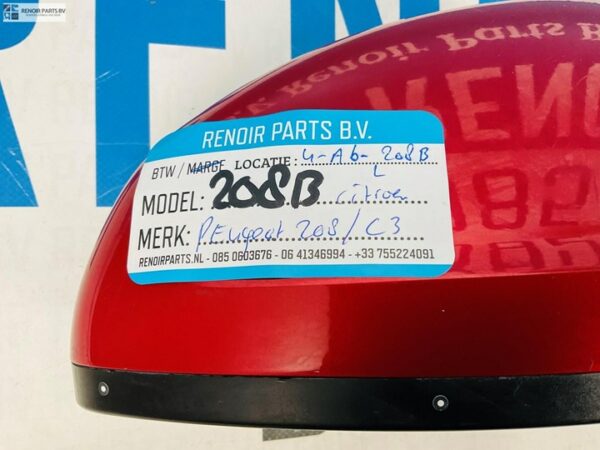 RENOIR PARTS BV
RENOIR PARTS B.V.
BTW / MARGE LOCATIE: 4-A6-208B
L
MODEL: 208B citroen
MERK: PEugeot 208 / C3
RENOIRPARTS.NL - 085 0603676 - 06 41346994 - +33 755224091